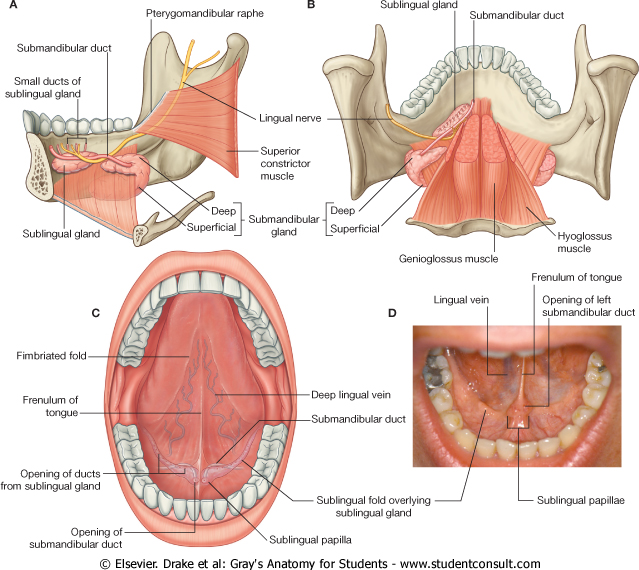 A
Pterygomandibular raphe
Submandibular duct
Small ducts of
sublingual gland
Lingual nerve
Superior
constrictor
muscle
Deep
Superficial
Submandibular
gland
Sublingual gland
B
Sublingual gland
Submandibular duct
Deep
Superficial
Hyoglossus
muscle
Genioglossus muscle
C
Fimbriated fold
Frenulum of
tongue
Deep lingual vein
Submandibular duct
Opening of ducts
from sublingual gland
Sublingual fold overlying
sublingual gland
Opening of
submandibular duct
Sublingual papilla
D
Frenulum of tongue
Lingual vein
Opening of left
submandibular duct
Sublingual papillae
© Elsevier. Drake et al: Gray's Anatomy for Students - www.studentconsult.com